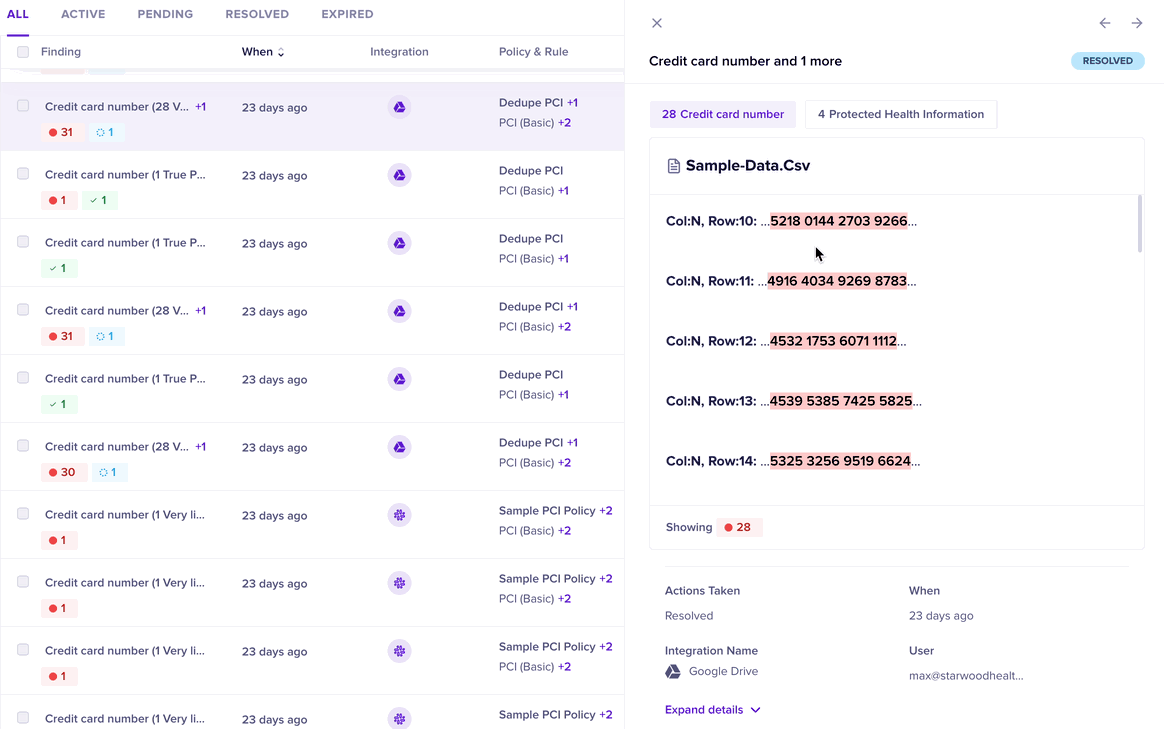 ALL ACTIVE PENDING RESOLVED EXPIRED
Finding When Integration Policy & Rule
Credit card number (28 V... +1 23 days ago Dedupe PCI +1
PCI (Basic) +2
31 1
Credit card number (1 True P... 23 days ago Dedupe PCI
PCI (Basic) +1
1 1
Credit card number (1 True P... 23 days ago Dedupe PCI
PCI (Basic) +1
1
Credit card number (28 V... +1 23 days ago Dedupe PCI +1
PCI (Basic) +2
31 1
Credit card number (1 True P... 23 days ago Dedupe PCI
PCI (Basic) +1
1
Credit card number (28 V... +1 23 days ago Dedupe PCI +1
PCI (Basic) +2
30 1
Credit card number (1 Very li... 23 days ago Sample PCI Policy +2
PCI (Basic) +2
1
Credit card number (1 Very li... 23 days ago Sample PCI Policy +2
PCI (Basic) +2
1
Credit card number (1 Very li... 23 days ago Sample PCI Policy +2
PCI (Basic) +2
1
Credit card number (1 Very li... 23 days ago Sample PCI Policy +2
Credit card number and 1 more RESOLVED
28 Credit card number 4 Protected Health Information
Sample-Data.Csv
Col:N, Row:10: ...5218 0144 2703 9266...
Col:N, Row:11: ...4916 4034 9269 8783...
Col:N, Row:12: ...4532 1753 6071 1112...
Col:N, Row:13: ...4539 5385 7425 5825...
Col:N, Row:14: ...5325 3256 9519 6624...
Showing 28
Actions Taken When
Resolved 23 days ago
Integration Name User
Google Drive max@starwoodhealt...
Expand details